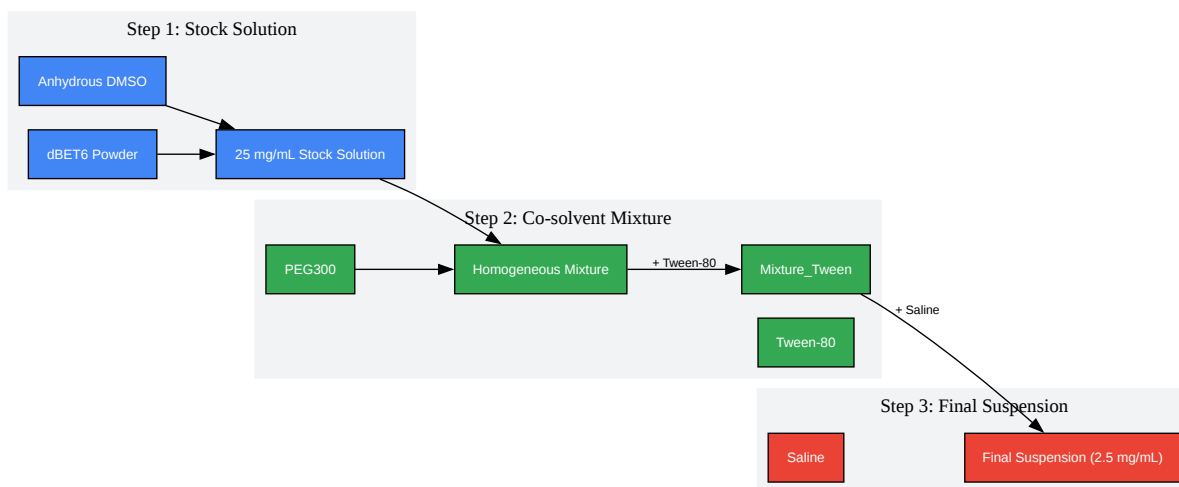 Step 1: Stock Solution
Anhydrous DMSO
dBET6 Powder
25 mg/mL Stock Solution
Step 2: Co-solvent Mixture
PEG300
Homogeneous Mixture
+ Tween-80
Mixture_Tween
+ Saline
Tween-80
Step 3: Final Suspension
Saline
Final Suspension (2.5 mg/mL)